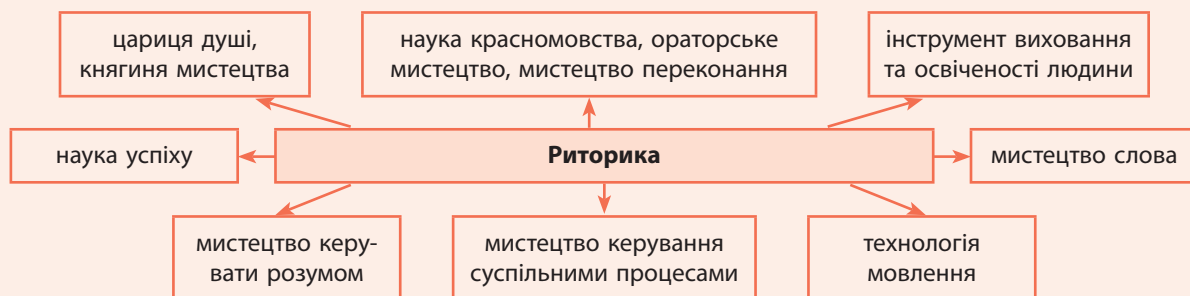 цариця душі,
княгиня мистецтва
наука красномовства, ораторське
мистецтво, мистецтво переконання
інструмент виховання
та освіченості людини
наука успіху
Риторика
мистецтво слова
мистецтво керу-
вати розумом
мистецтво керування
суспільними процесами
технологія
мовлення